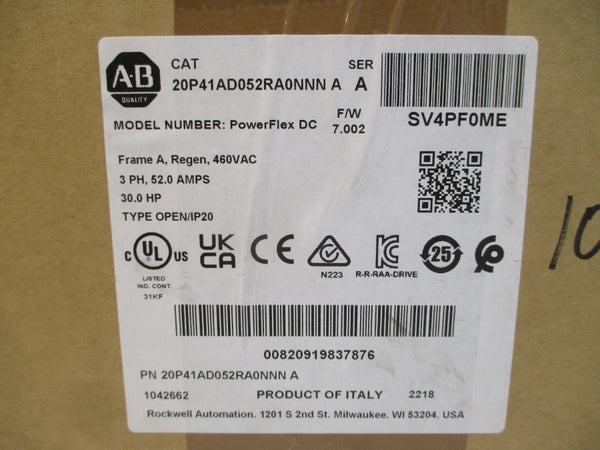 A-B
QUALITY
CAT
SER
20P41AD052RA0NNN A A
F/W
MODEL NUMBER: PowerFlex DC 7.002
SV4PF0ME
Frame A, Regen, 460VAC
3 PH, 52.0 AMPS
30.0 HP
TYPE OPEN/IP20
C UL US
LISTED
IND. CONT.
31KF
UK
CA
CE
N223
R-R-RAA-DRIVE
25
00820919837876
PN 20P41AD052RA0NNN A
1042662 PRODUCT OF ITALY 2218
Rockwell Automation, 1201 S 2nd St. Milwaukee, WI 53204, USA
10